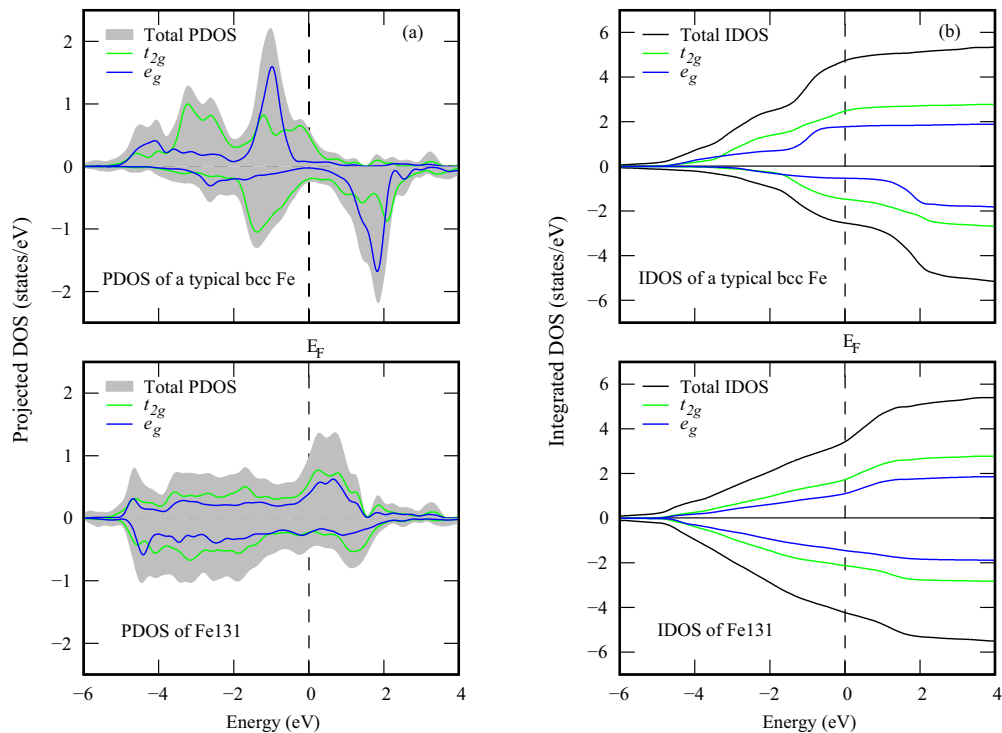 (a)
Total PDOS
t2g
eg
2
1
0
−1
−2
PDOS of a typical bcc Fe
Projected DOS (states/eV)
EF
Total PDOS
t2g
eg
2
1
0
−1
−2
PDOS of Fe131
−6 −4 −2 0 2 4
Energy (eV)
(b)
Total IDOS
t2g
eg
6
4
2
0
−2
−4
−6
IDOS of a typical bcc Fe
Integrated DOS (states/eV)
EF
Total IDOS
t2g
eg
6
4
2
0
−2
−4
−6
IDOS of Fe131
−6 −4 −2 0 2 4
Energy (eV)